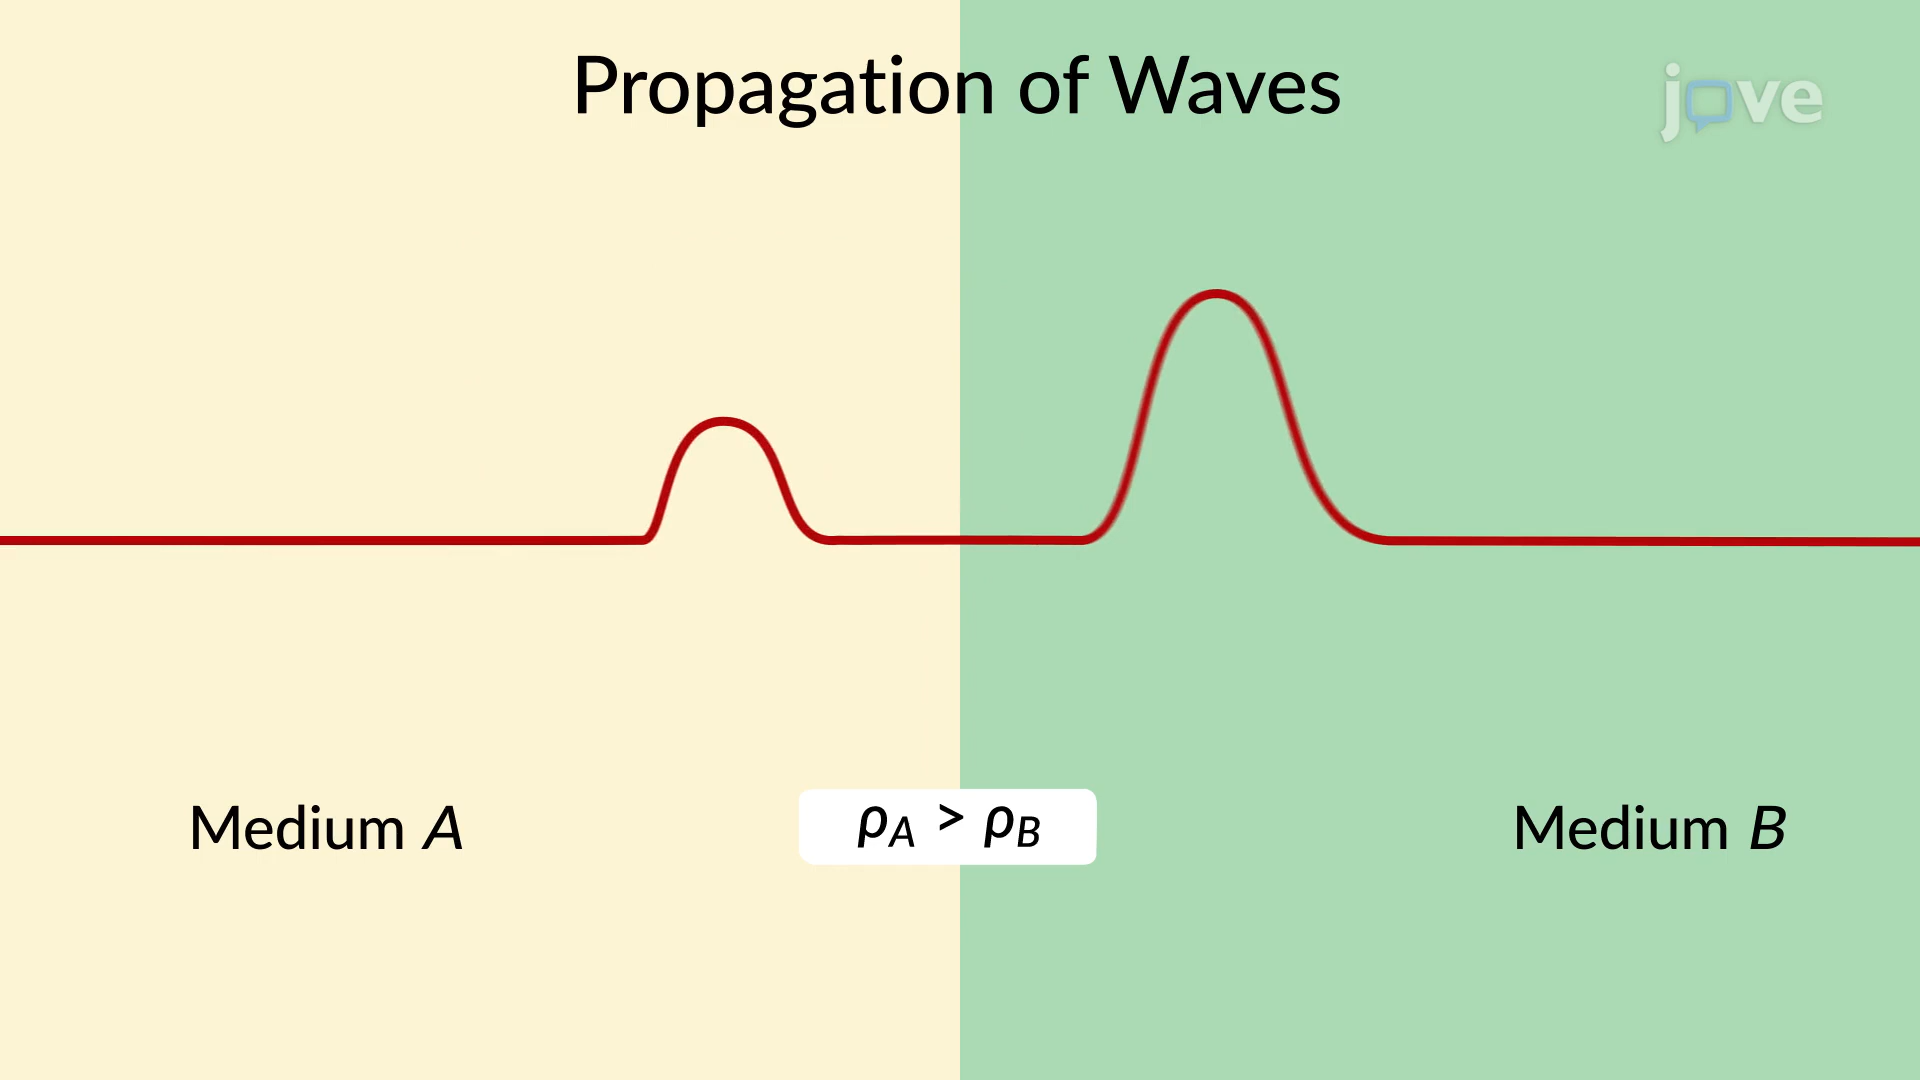 Propagation of Waves
jove
Medium A
ρA > ρB
Medium B